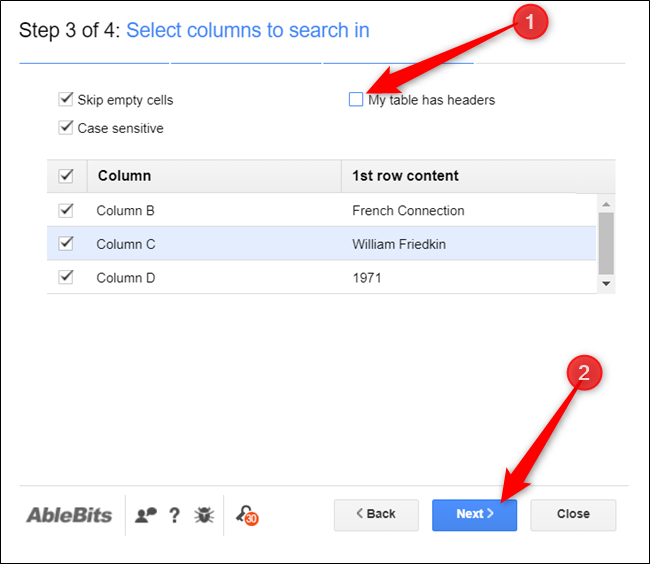 Step 3 of 4: Select columns to search in
1
Skip empty cells
My table has headers
Case sensitive
Column 1st row content
Column B French Connection
Column C William Friedkin
Column D 1971
2
AbleBits ? 30 < Back Next > Close